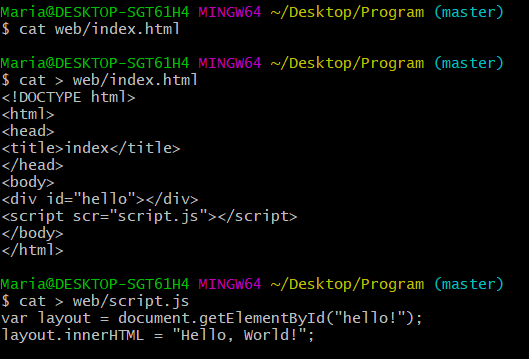 Maria@DESKTOP-SGT61H4 MINGW64 ~/Desktop/Program (master)
$ cat web/index.html
Maria@DESKTOP-SGT61H4 MINGW64 ~/Desktop/Program (master)
$ cat > web/index.html
<!DOCTYPE html>
<html>
<head>
<title>index</title>
</head>
<body>
<div id="hello"></div>
<script scr="script.js"></script>
</body>
</html>
Maria@DESKTOP-SGT61H4 MINGW64 ~/Desktop/Program (master)
$ cat > web/script.js
var layout = document.getElementById("hello!");
layout.innerHTML = "Hello, World!";